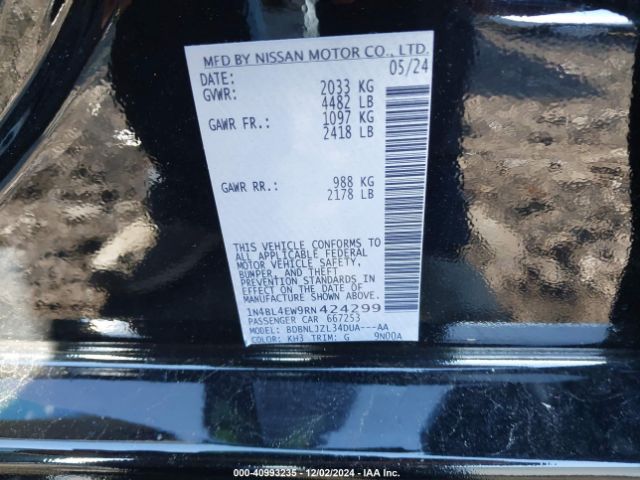 MFD BY NISSAN MOTOR CO., LTD.
DATE: 05/24
GVWR: 2033 KG
4482 LB
GAWR FR.: 1097 KG
2418 LB
GAWR RR.: 988 KG
2178 LB
THIS VEHICLE CONFORMS TO
ALL APPLICABLE FEDERAL
MOTOR VEHICLE SAFETY,
BUMPER, AND THEFT
PREVENTION STANDARDS IN
EFFECT ON THE DATE OF
MANUFACTURE SHOWN ABOVE.
1N4BL4EW9RN424299
PASSENGER CAR 667253
MODEL: BDBNLJZL34DUA---AA
COLOR: KH3 TRIM: G 9N00A
00-40993235 - 12/02/2024 - IAA Inc.